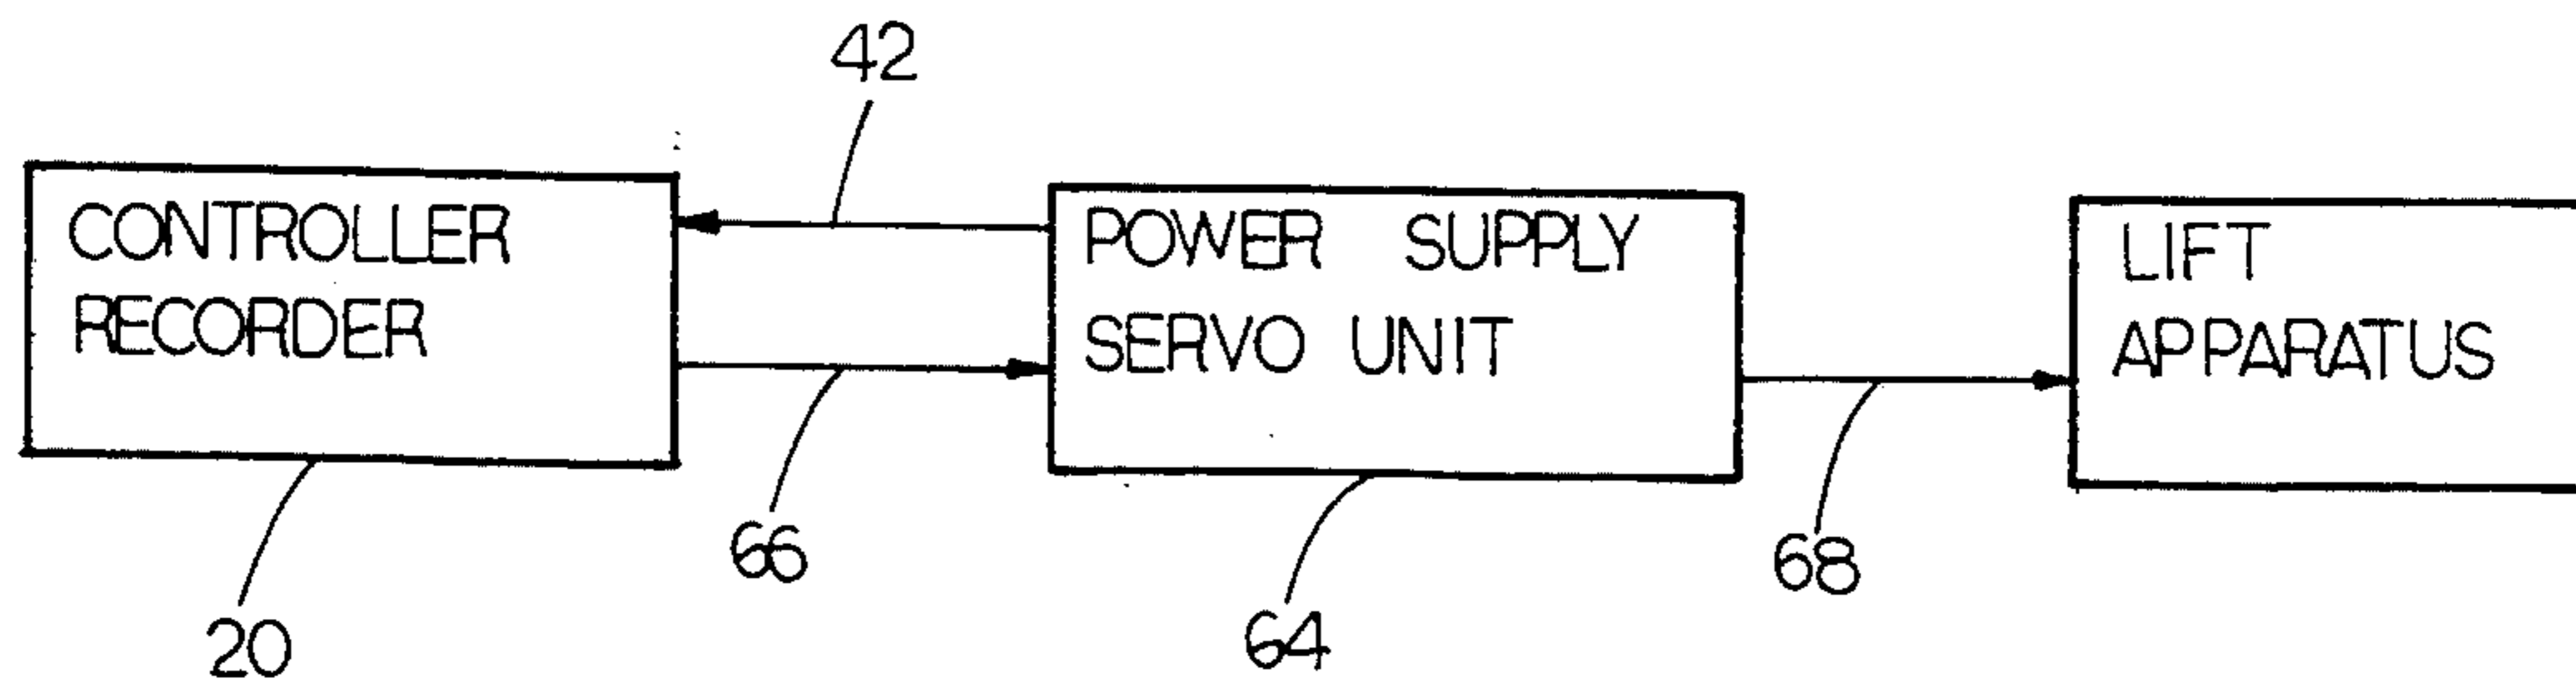 42
CONTROLLER
RECORDER
POWER SUPPLY
SERVO UNIT
LIFT
APPARATUS
66
68
20
64